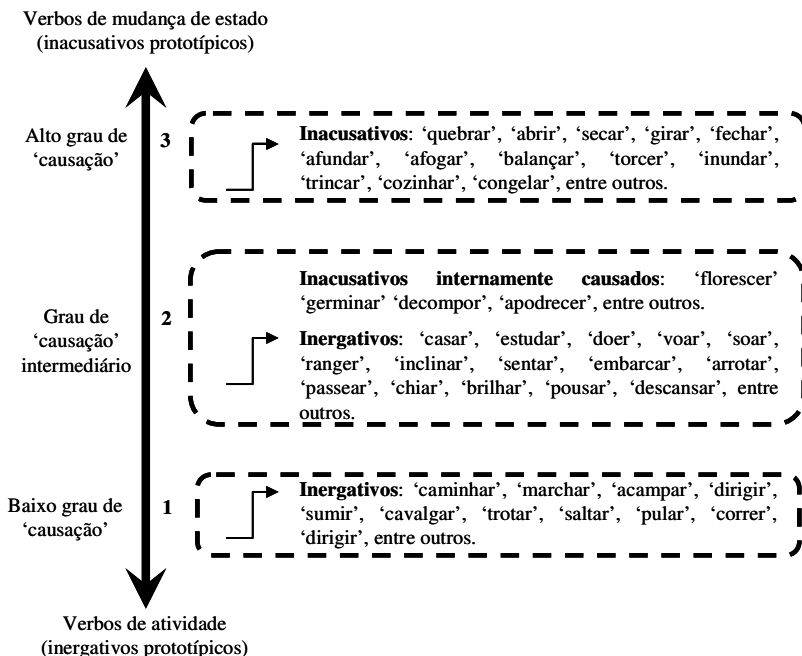 Verbos de mudança de estado
(inacusativos prototípicos)
Alto grau de
‘causação’
3
Inacusativos: ‘quebrar’, ‘abrir’, ‘secar’, ‘girar’, ‘fechar’,
‘afundar’, ‘afogar’, ‘balançar’, ‘torcer’, ‘inundar’,
‘trincar’, ‘cozinhar’, ‘congelar’, entre outros.
Grau de
‘causação’
intermediário
2
Inacusativos internamente causados: ‘florescer’
‘germinar’ ‘decompor’, ‘apodrecer’, entre outros.
Inergativos: ‘casar’, ‘estudar’, ‘doer’, ‘voar’, ‘soar’,
‘ranger’, ‘inclinar’, ‘sentar’, ‘embarcar’, ‘arrotar’,
‘passear’, ‘chiar’, ‘brilhar’, ‘pousar’, ‘descansar’, entre
outros.
Baixo grau de
‘causação’
1
Inergativos: ‘caminhar’, ‘marchar’, ‘acampar’, ‘dirigir’,
‘sumir’, ‘cavalgar’, ‘trotar’, ‘saltar’, ‘pular’, ‘correr’,
‘dirigir’, entre outros.
Verbos de atividade
(inergativos prototípicos)